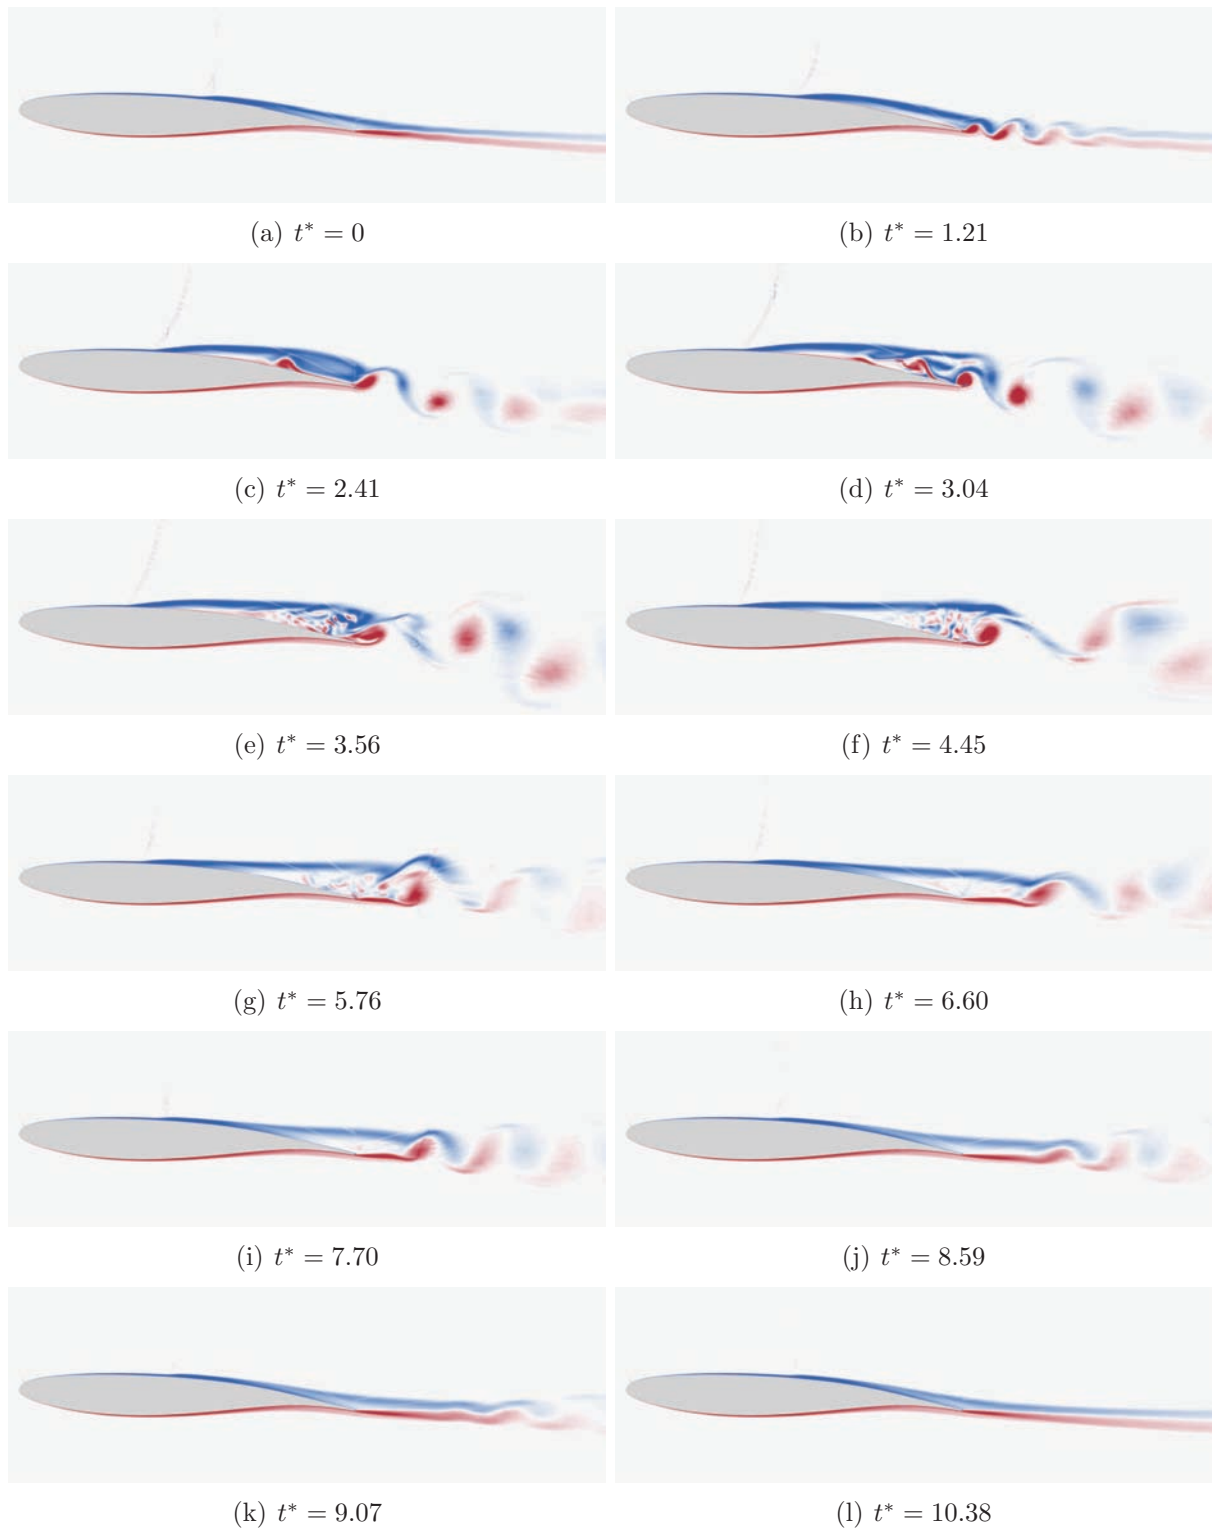 (a) t* = 0
(b) t* = 1.21
(c) t* = 2.41
(d) t* = 3.04
(e) t* = 3.56
(f) t* = 4.45
(g) t* = 5.76
(h) t* = 6.60
(i) t* = 7.70
(j) t* = 8.59
(k) t* = 9.07
(l) t* = 10.38